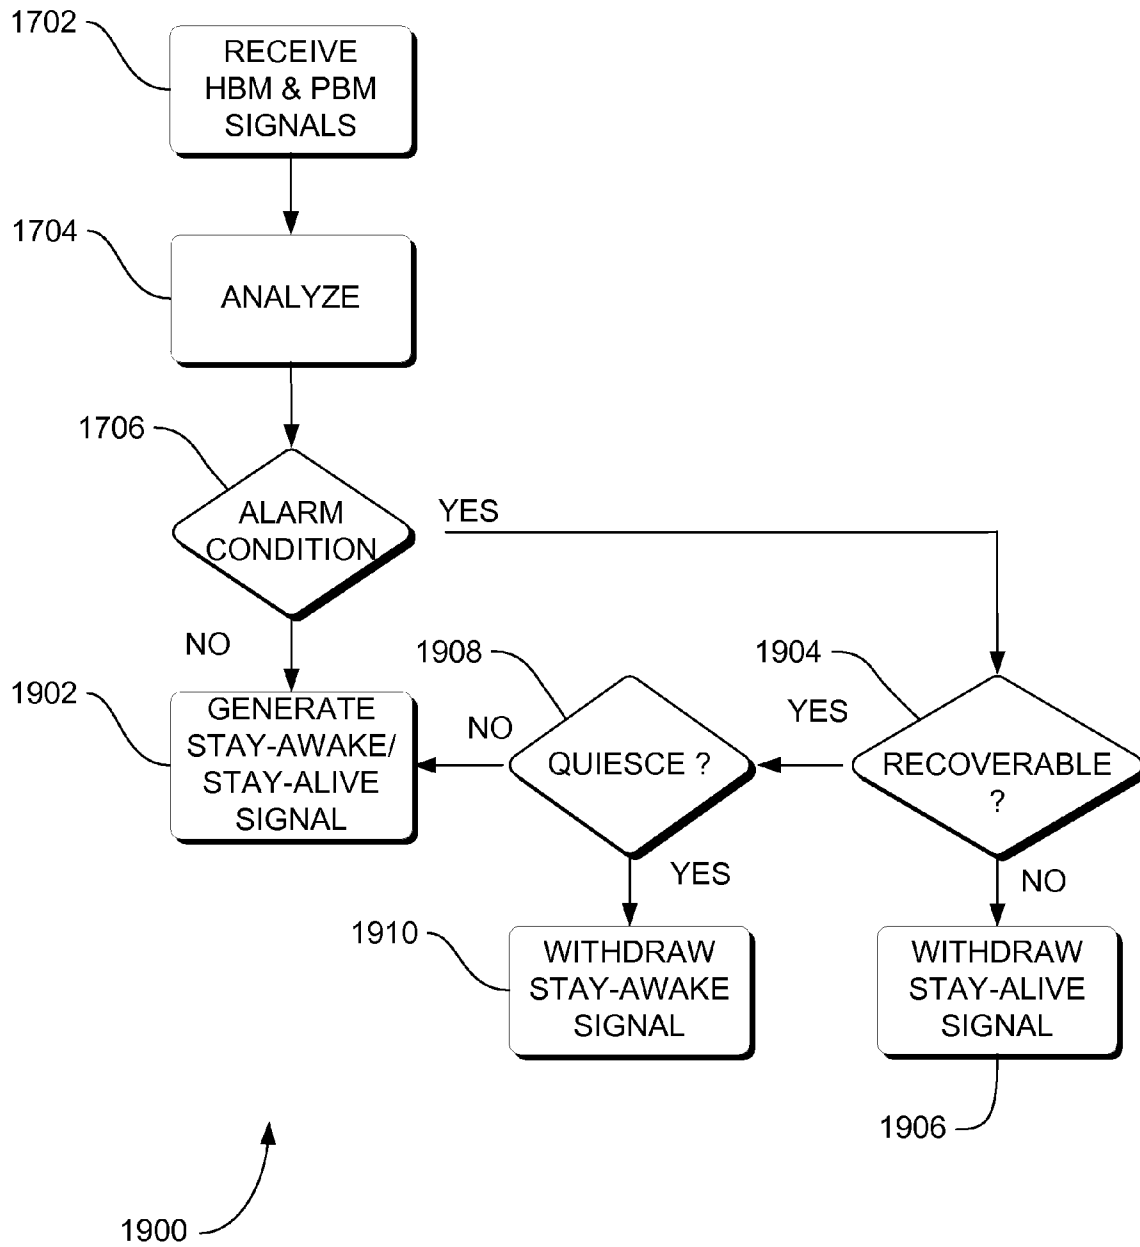 1702
RECEIVE
HBM & PBM
SIGNALS
1704
ANALYZE
1706
ALARM
CONDITION
YES
NO
1902
GENERATE
STAY-AWAKE/
STAY-ALIVE
SIGNAL
NO
1908
QUIESCE ?
YES
1904
RECOVERABLE
?
YES
NO
1910
WITHDRAW
STAY-AWAKE
SIGNAL
WITHDRAW
STAY-ALIVE
SIGNAL
1906
1900